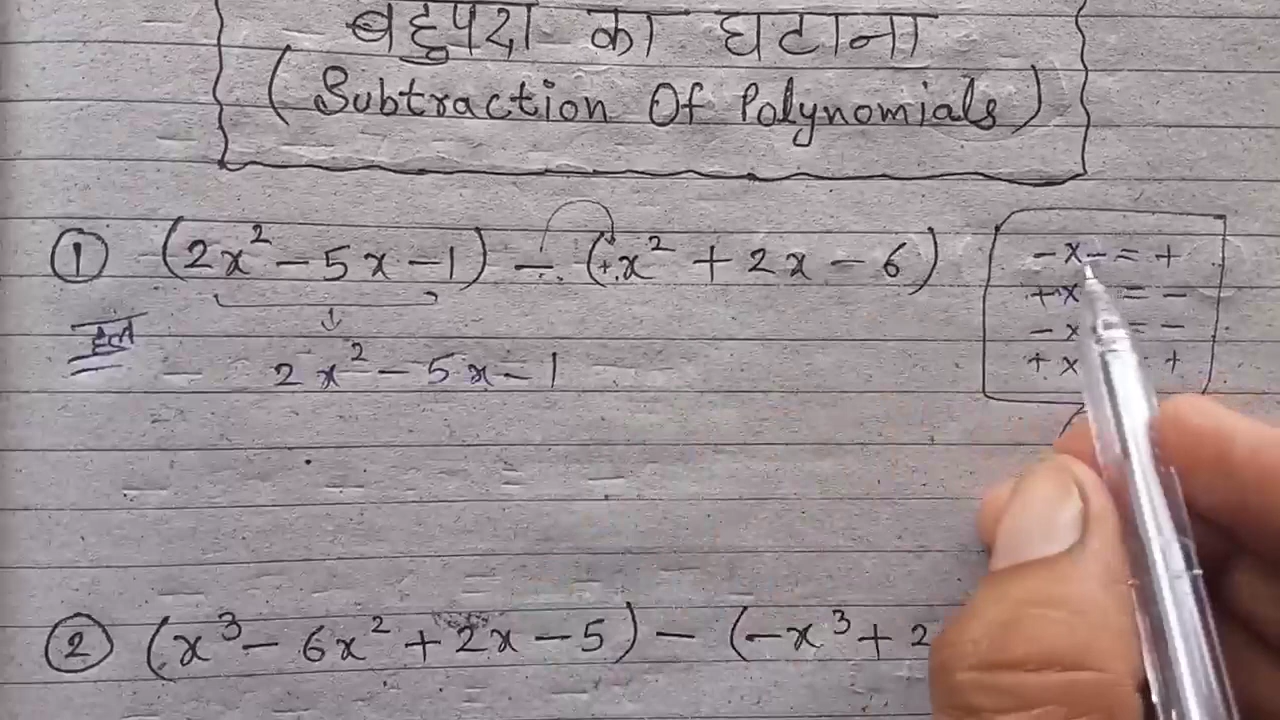 बहुपदों का घटाना
(Subtraction Of Polynomials)
① (2x² - 5x - 1) - (+x² + 2x - 6)
हल
2x² - 5x - 1
- x - = +
+ x = -
- x = -
+ x +
② (x³ - 6x² + 2x - 5) - (-x³ + 2